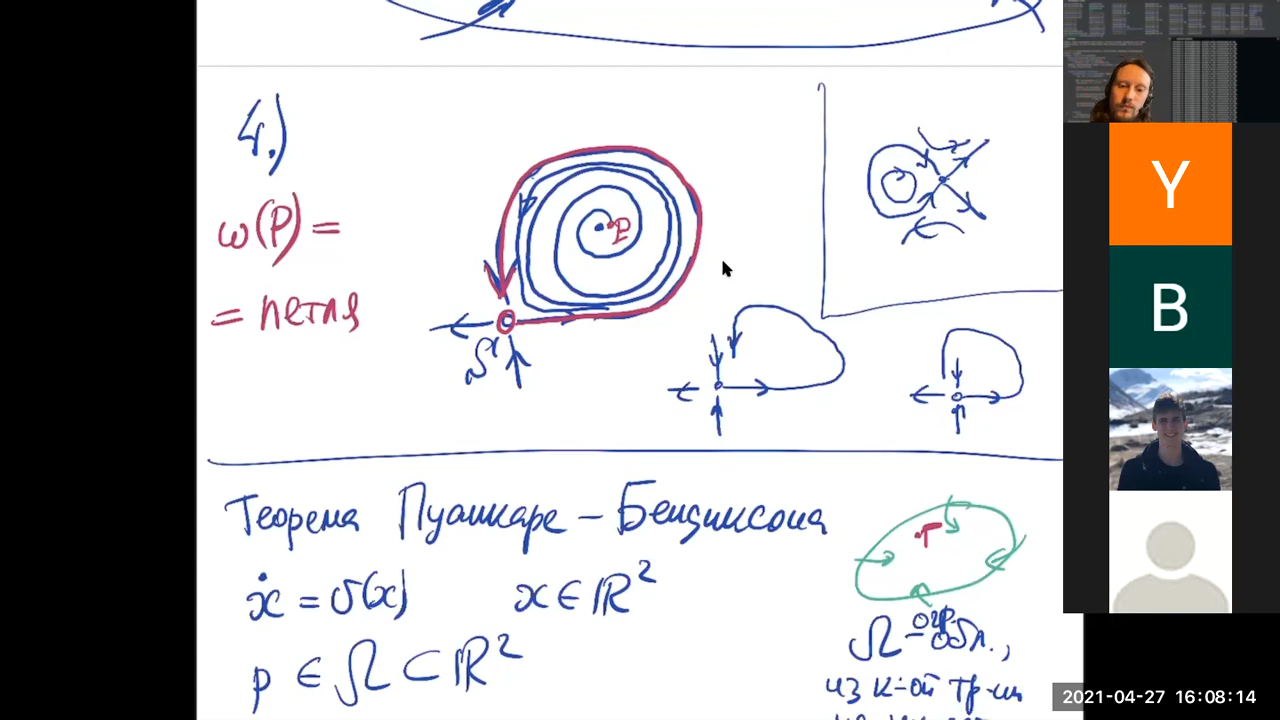 4.)
ω(P) =
= петля
P
S
Теорема Пуанкаре – Бендиксона
ẋ = v(x)    x ∈ ℝ²
p ∈ Ω ⊂ ℝ²
Ω – огр. обл.,
из к-ой тр-ии
Y
B
2021-04-27 16:08:14